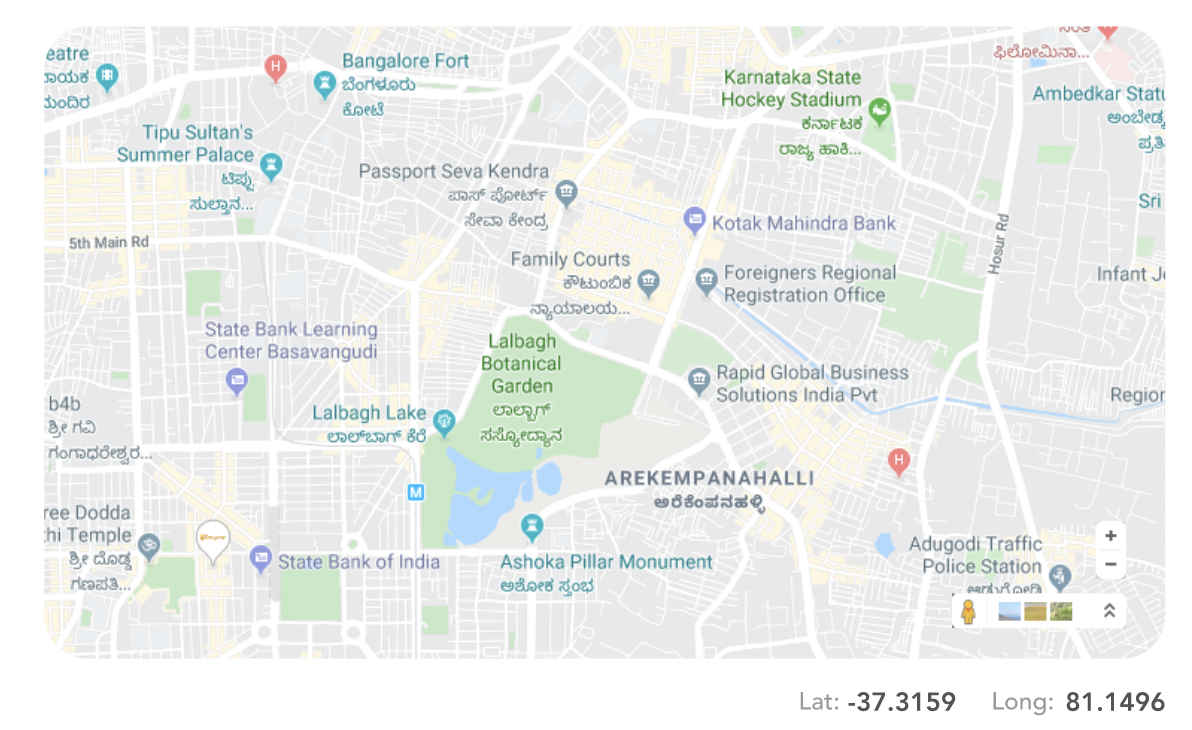 eatre
ಮಂದಿರ
Bangalore Fort
ಬೆಂಗಳೂರು
ಕೋಟೆ
H
Karnataka State
Hockey Stadium
ಕರ್ನಾಟಕ
ರಾಜ್ಯ ಹಾಕಿ...
ಫಿಲೋಮಿನಾ...
Ambedkar Statu
ಅಂಬೇಡ್ಕ
ಪ್ರತಿ
Tipu Sultan's
Summer Palace
ಟಿಪ್ಪು
ಸುಲ್ತಾನ...
Passport Seva Kendra
ಪಾಸ್ ಪೋರ್ಟ್
ಸೇವಾ ಕೇಂದ್ರ
Sri
Kotak Mahindra Bank
5th Main Rd
Hosur Rd
Family Courts
ಕೌಟುಂಬಿಕ
ನ್ಯಾಯಾಲಯ...
Foreigners Regional
Registration Office
Infant Je
State Bank Learning
Center Basavangudi
Lalbagh
Botanical
Garden
ಲಾಲ್ಬಾಗ್
ಸಸ್ಯೋದ್ಯಾನ
Rapid Global Business
Solutions India Pvt
Region
b4b
ಶ್ರೀ ಗವಿ
ಗಂಗಾಧರೇಶ್ವರ...
Lalbagh Lake
ಲಾಲ್‌ಬಾಗ್ ಕೆರೆ
H
M
AREKEMPANAHALLI
ಅರೆಕೆಂಪನಹಳ್ಳಿ
ree Dodda
thi Temple
ಶ್ರೀ ದೊಡ್ಡ
ಗಣಪತಿ...
State Bank of India
Ashoka Pillar Monument
ಅಶೋಕ ಸ್ತಂಭ
Adugodi Traffic
Police Station
ಆಡುಗೋಡಿ
+
−
Lat: -37.3159 Long: 81.1496